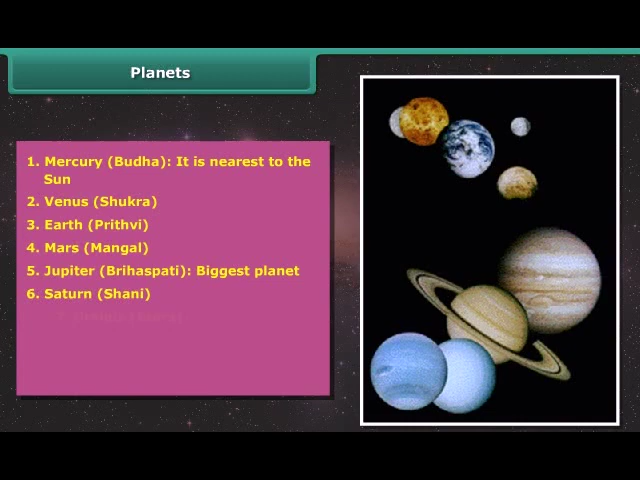 Planets
1. Mercury (Budha): It is nearest to the
Sun
2. Venus (Shukra)
3. Earth (Prithvi)
4. Mars (Mangal)
5. Jupiter (Brihaspati): Biggest planet
6. Saturn (Shani)